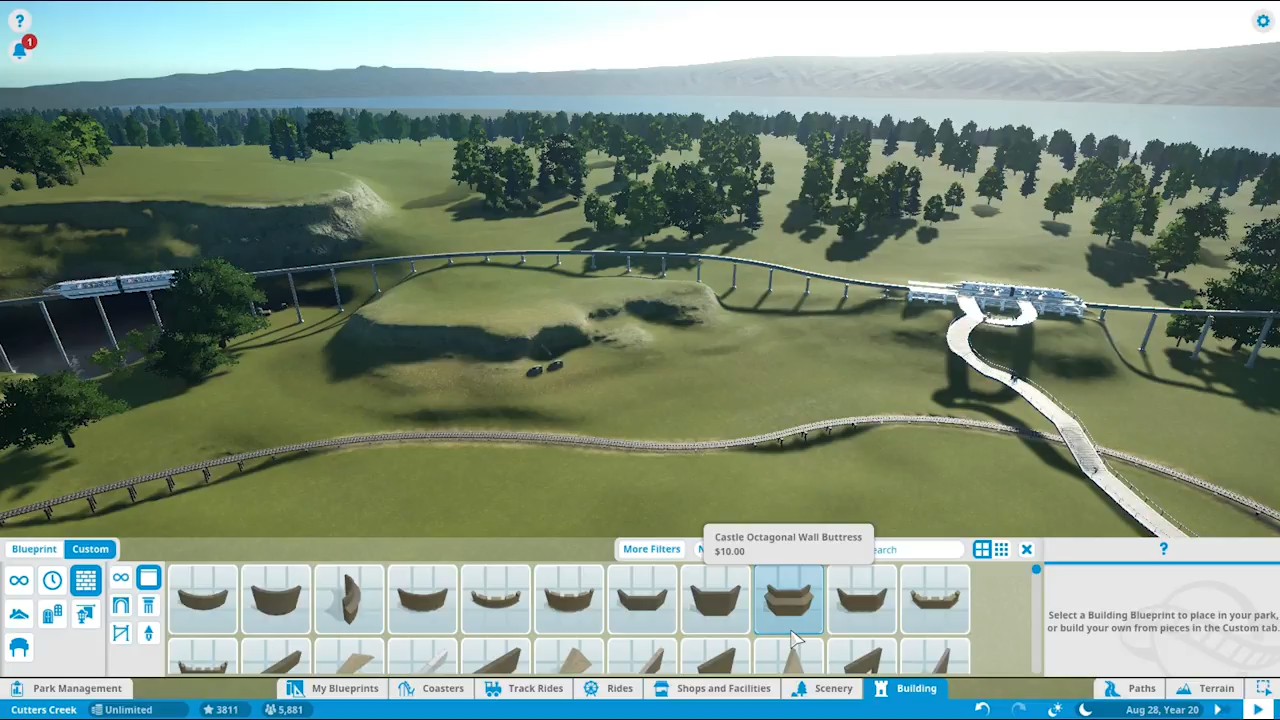 ?
1
Blueprint
Custom
More Filters
Castle Octagonal Wall Buttress
$10.00
earch
?
Select a Building Blueprint to place in your park,
or build your own from pieces in the Custom tab.
Park Management
My Blueprints
Coasters
Track Rides
Rides
Shops and Facilities
Scenery
Building
Paths
Terrain
Cutters Creek
Unlimited
3811
5,881
Aug 28, Year 20